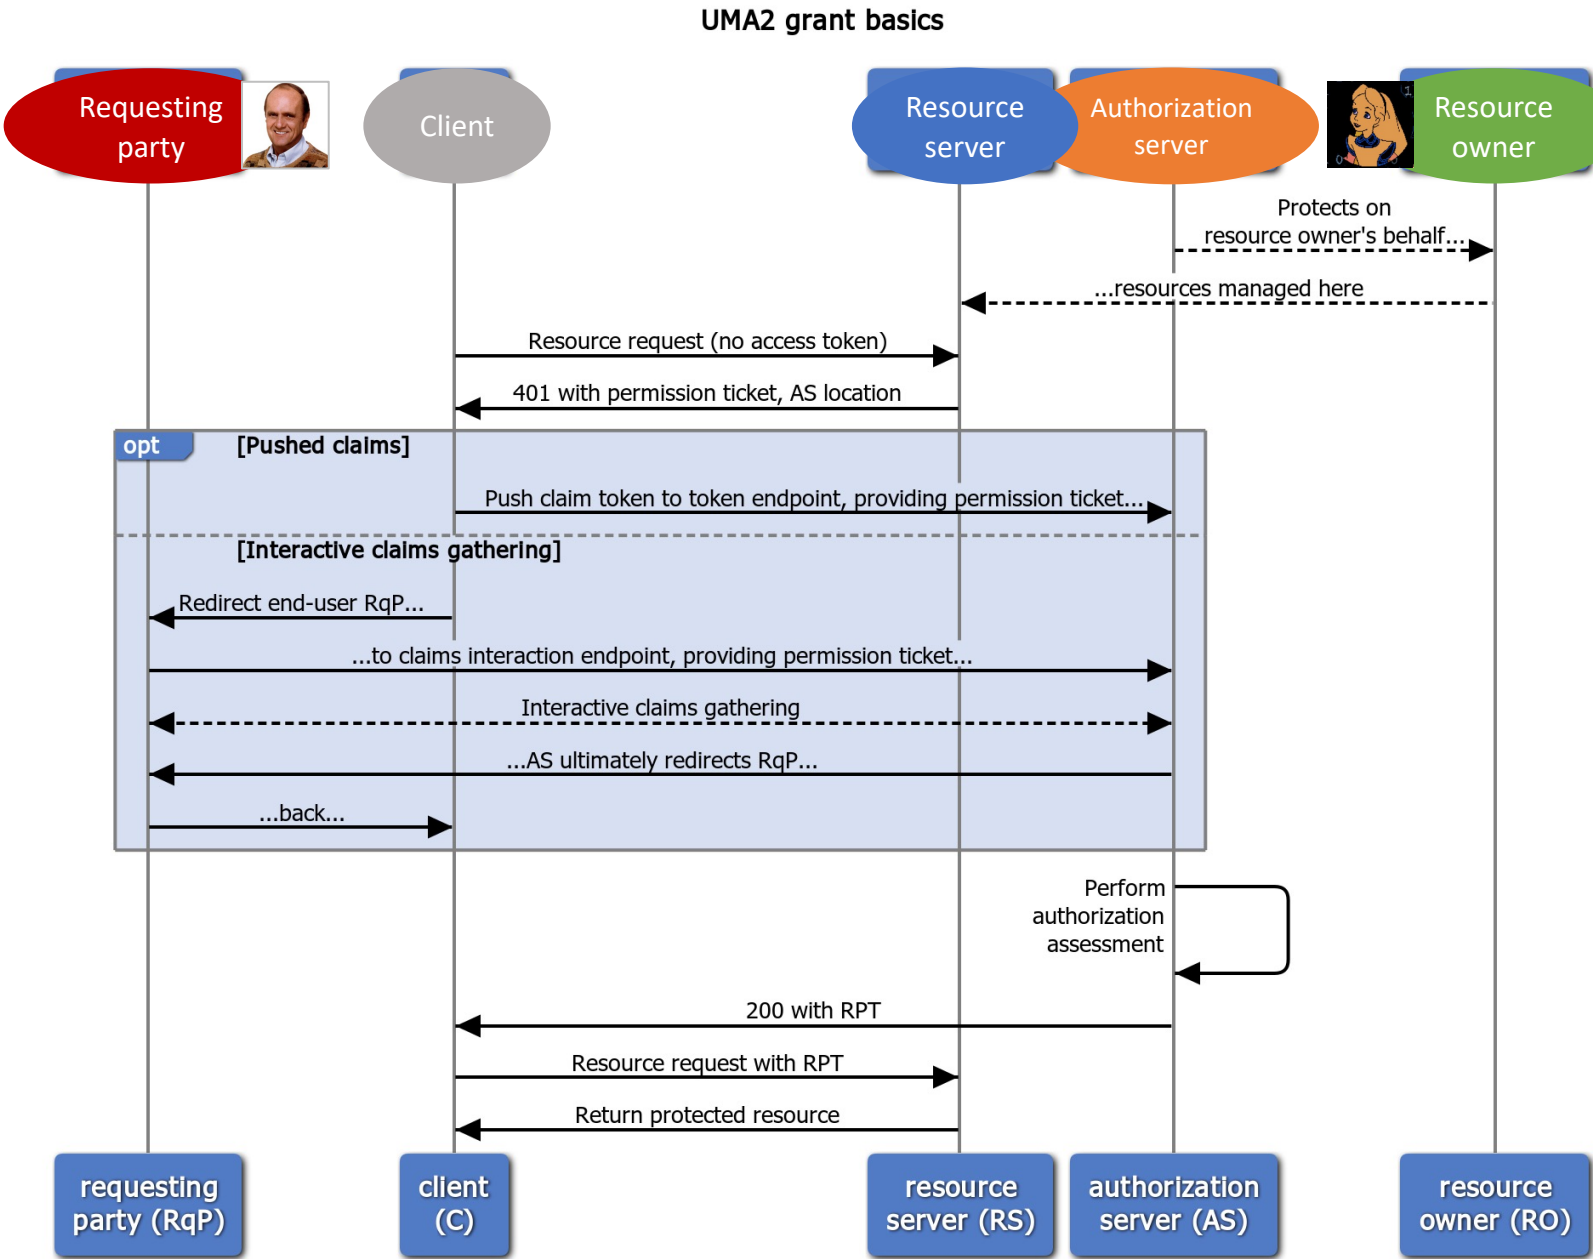 UMA2 grant basics
Requesting
party
Client
Resource
server
Authorization
server
1
0
0
Resource
owner
Protects on
resource owner's behalf...
...resources managed here
Resource request (no access token)
401 with permission ticket, AS location
opt
[Pushed claims]
Push claim token to token endpoint, providing permission ticket...
[Interactive claims gathering]
Redirect end-user RqP...
...to claims interaction endpoint, providing permission ticket...
Interactive claims gathering
...AS ultimately redirects RqP...
...back...
Perform
authorization
assessment
200 with RPT
Resource request with RPT
Return protected resource
requesting
party (RqP)
client
(C)
resource
server (RS)
authorization
server (AS)
resource
owner (RO)